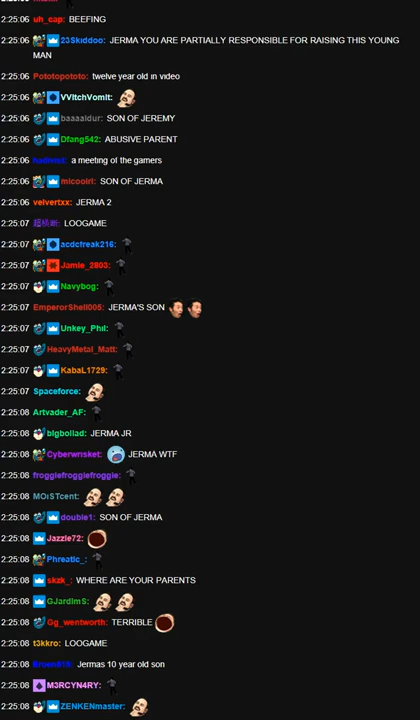 2:25:06 uh_cap: BEEFING
2:25:06 23Skiddoo: JERMA YOU ARE PARTIALLY RESPONSIBLE FOR RAISING THIS YOUNG
MAN
2:25:06 Pototopototo: twelve year old in video
2:25:06 VVitchVomit:
2:25:06 baaaldur: SON OF JEREMY
2:25:06 Dfang542: ABUSIVE PARENT
2:25:06 a meeting of the gamers
2:25:06 micoolri: SON OF JERMA
2:25:06 velvertxx: JERMA 2
2:25:07 LOOGAME
2:25:07 acdcfreak216:
2:25:07 Jamie_2803:
2:25:07 Navybog:
2:25:07 EmperorShell005: JERMA'S SON
2:25:07 Unkey_Phil:
2:25:07 HeavyMetal_Matt:
2:25:07 KabaL1729:
2:25:07 Spaceforce:
2:25:08 Artvader_AF:
2:25:08 bigbollad: JERMA JR
2:25:08 Cyberwrisket: JERMA WTF
2:25:08 froggiefroggiefroggie:
2:25:08 MOiSTcent:
2:25:08 double1: SON OF JERMA
2:25:08 Jazzle72:
2:25:08 Phreatic_:
2:25:08 skzk_: WHERE ARE YOUR PARENTS
2:25:08 GJardimS:
2:25:08 Gg_wentworth: TERRIBLE
2:25:08 t3kkro: LOOGAME
2:25:08 Jermas 10 year old son
2:25:08 M3RCYN4RY:
2:25:08 ZENKENmaster: